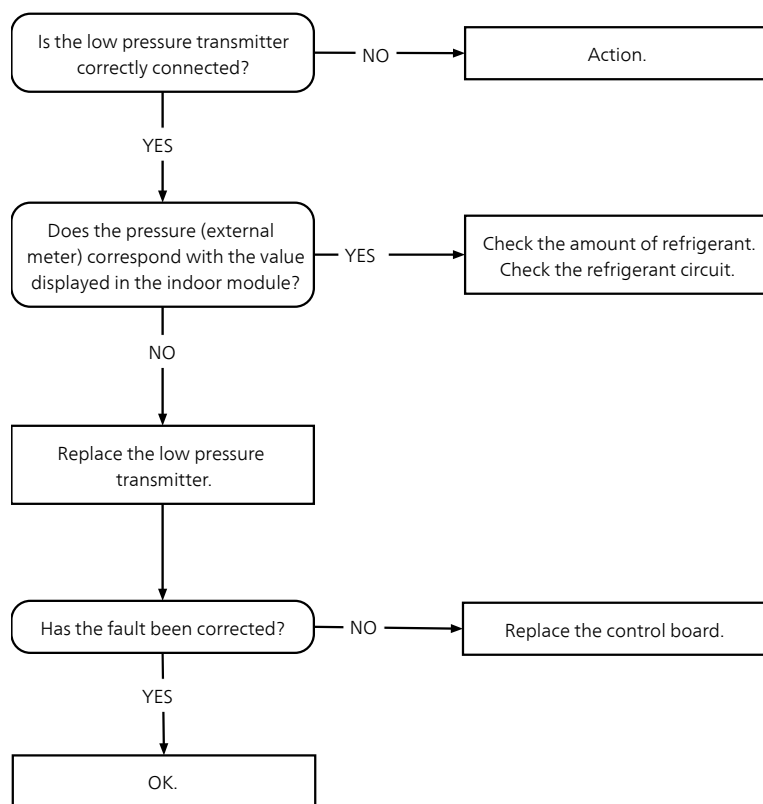 Is the low pressure transmitter
correctly connected?
NO
Action.
YES
Does the pressure (external
meter) correspond with the value
displayed in the indoor module?
YES
Check the amount of refrigerant.
Check the refrigerant circuit.
NO
Replace the low pressure
transmitter.
Has the fault been corrected?
NO
Replace the control board.
YES
OK.